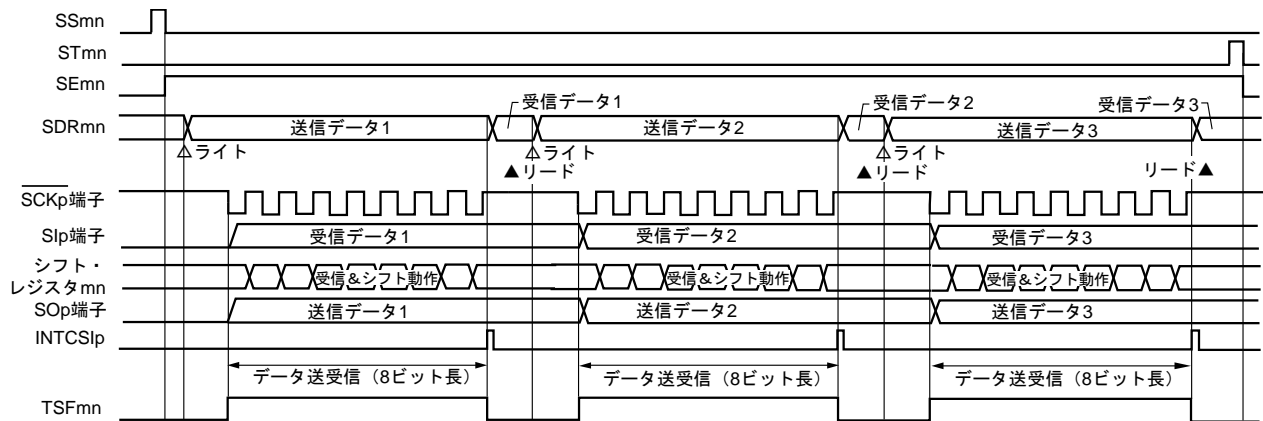 SSmn
STmn
SEmn
受信データ1 受信データ2 受信データ3
SDRmn 送信データ1 送信データ2 送信データ3
△ライト △ライト △ライト
▲リード ▲リード リード▲
SCKp端子
SIp端子 受信データ1 受信データ2 受信データ3
シフト・
レジスタmn 受信&シフト動作 受信&シフト動作 受信&シフト動作
SOp端子 送信データ1 送信データ2 送信データ3
INTCSIp
データ送受信（8ビット長） データ送受信（8ビット長） データ送受信（8ビット長）
TSFmn